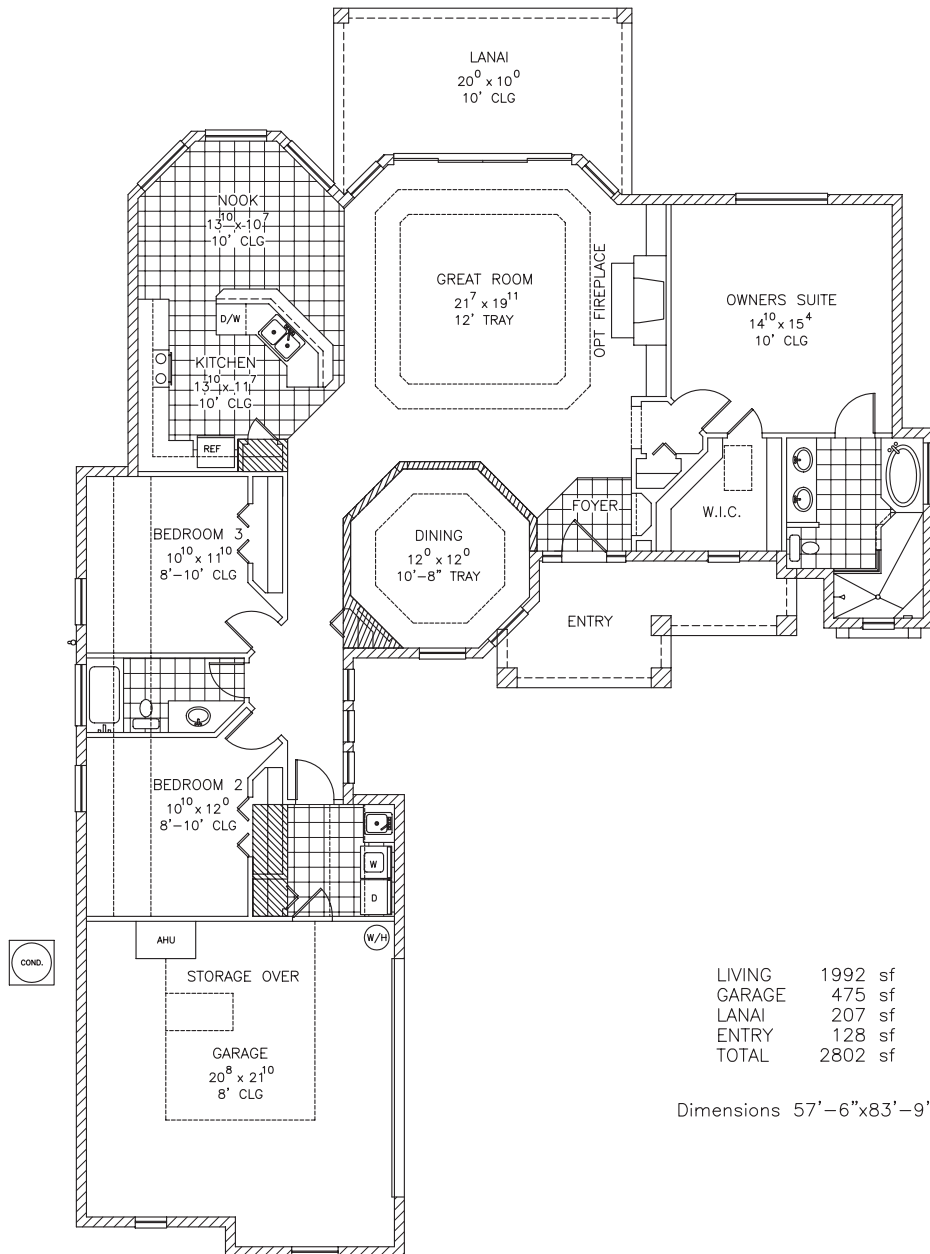 LANAI
20⁰ x 10⁰
10' CLG
NOOK
13¹⁰ x 10⁷
10' CLG
GREAT ROOM
21⁷ x 19¹¹
12' TRAY
OPT FIREPLACE
OWNERS SUITE
14¹⁰ x 15⁴
10' CLG
D/W
KITCHEN
13¹⁰ x 11⁷
10' CLG
REF
BEDROOM 3
10¹⁰ x 11¹⁰
8'-10' CLG
DINING
12⁰ x 12⁰
10'-8" TRAY
FOYER
W.I.C.
ENTRY
BEDROOM 2
10¹⁰ x 12⁰
8'-10' CLG
W
D
AHU
W/H
COND.
STORAGE OVER
GARAGE
20⁸ x 21¹⁰
8' CLG
LIVING 1992 sf
GARAGE 475 sf
LANAI 207 sf
ENTRY 128 sf
TOTAL 2802 sf
Dimensions 57'-6"x83'-9'